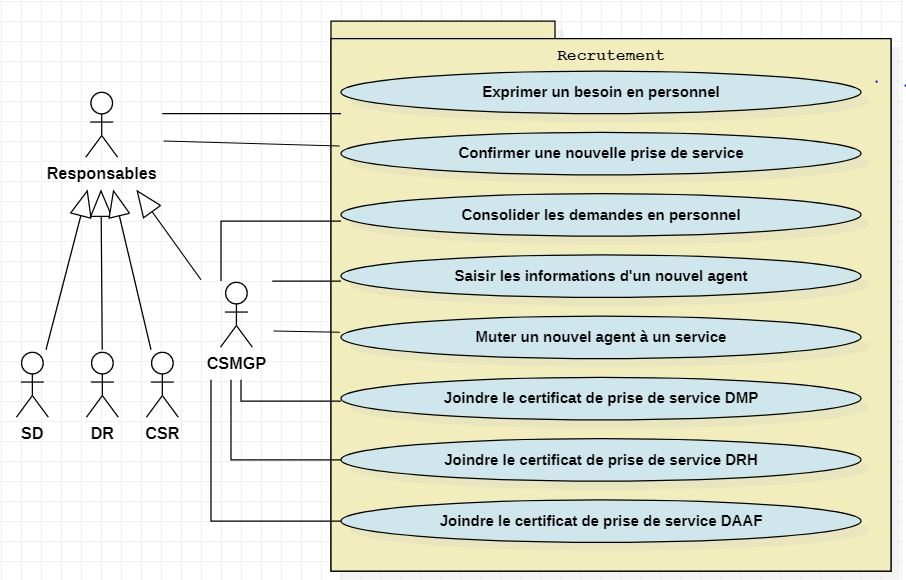 Recrutement
Exprimer un besoin en personnel
Confirmer une nouvelle prise de service
Responsables
Consolider les demandes en personnel
Saisir les informations d'un nouvel agent
Muter un nouvel agent à un service
CSMGP
Joindre le certificat de prise de service DMP
SD
DR
CSR
Joindre le certificat de prise de service DRH
Joindre le certificat de prise de service DAAF